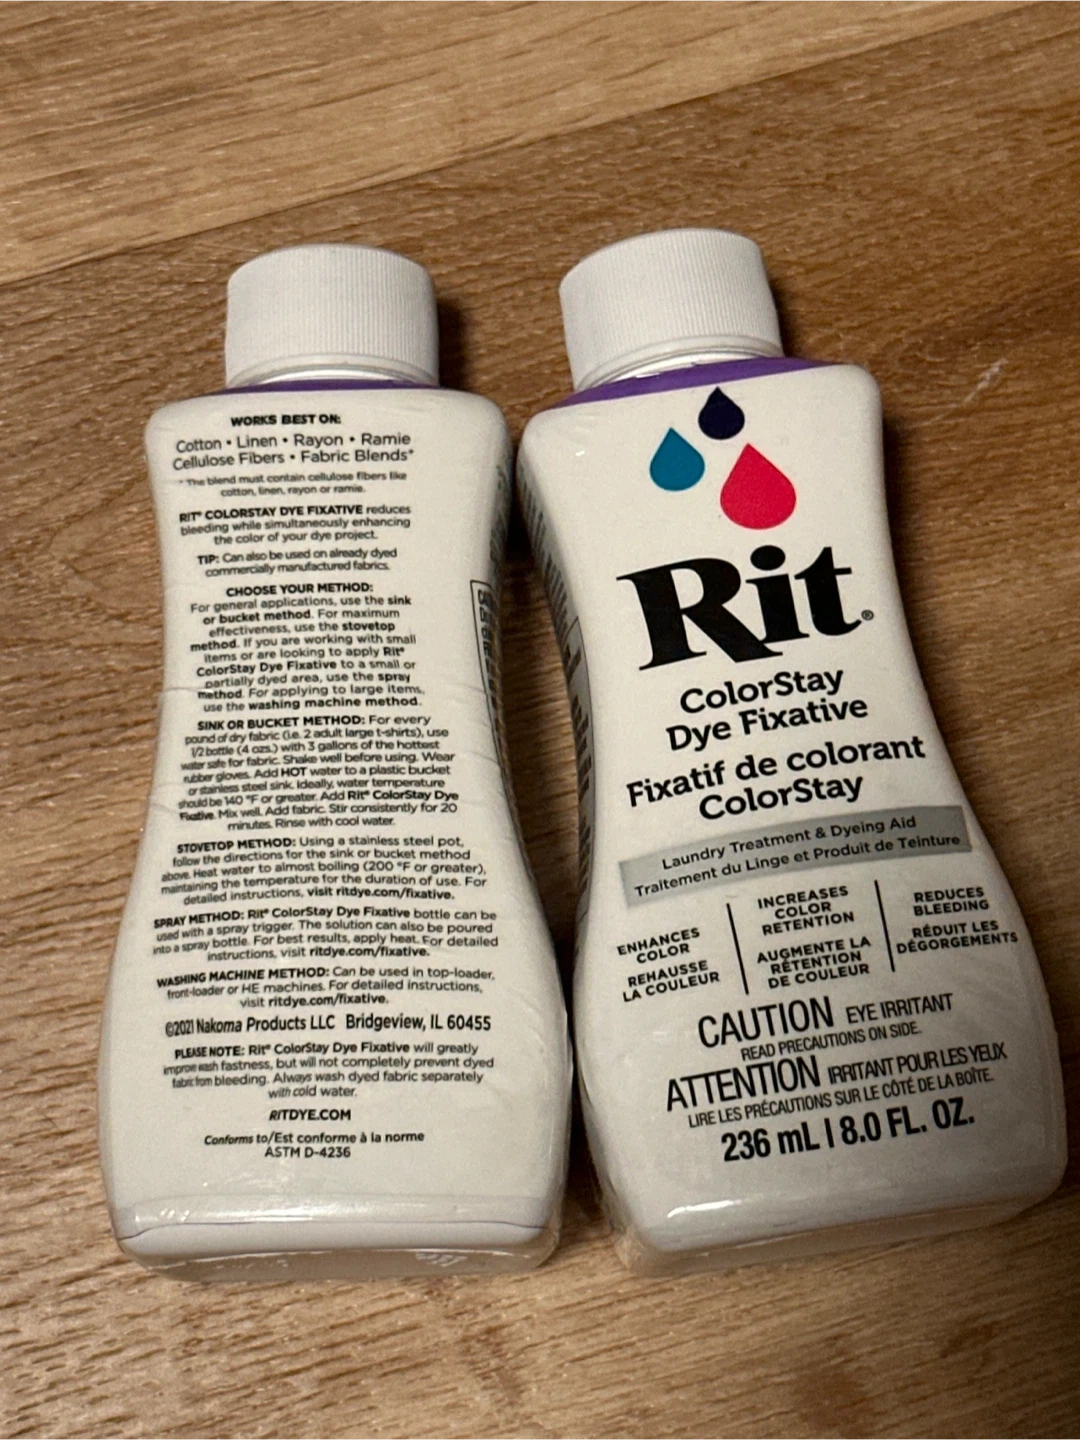 WORKS BEST ON:
Cotton • Linen • Rayon • Ramie
Cellulose Fibers • Fabric Blends*
* The blend must contain cellulose fibers like
cotton, linen, rayon or ramie.
RIT® COLORSTAY DYE FIXATIVE reduces
bleeding while simultaneously enhancing
the color of your dye project.
TIP: Can also be used on already dyed
commercially manufactured fabrics.
CHOOSE YOUR METHOD:
For general applications, use the sink
or bucket method. For maximum
effectiveness, use the stovetop
method. If you are working with small
items or are looking to apply Rit®
ColorStay Dye Fixative to a small or
partially dyed area, use the spray
method. For applying to large items,
use the washing machine method.
SINK OR BUCKET METHOD: For every
pound of dry fabric (i.e. 2 adult large t-shirts), use
1/2 bottle (4 ozs.) with 3 gallons of the hottest
water safe for fabric. Shake well before using. Wear
rubber gloves. Add HOT water to a plastic bucket
or stainless steel sink. Ideally, water temperature
should be 140 °F or greater. Add Rit® ColorStay Dye
Fixative. Mix well. Add fabric. Stir consistently for 20
minutes. Rinse with cool water.
STOVETOP METHOD: Using a stainless steel pot,
follow the directions for the sink or bucket method
above. Heat water to almost boiling (200 °F or greater),
maintaining the temperature for the duration of use. For
detailed instructions, visit ritdye.com/fixative.
SPRAY METHOD: Rit® ColorStay Dye Fixative bottle can be
used with a spray trigger. The solution can also be poured
into a spray bottle. For best results, apply heat. For detailed
instructions, visit ritdye.com/fixative.
WASHING MACHINE METHOD: Can be used in top-loader,
front-loader or HE machines. For detailed instructions,
visit ritdye.com/fixative.
©2021 Nakoma Products LLC Bridgeview, IL 60455
PLEASE NOTE: Rit® ColorStay Dye Fixative will greatly
improve wash fastness, but will not completely prevent dyed
fabric from bleeding. Always wash dyed fabric separately
with cold water.
RITDYE.COM
Conforms to/Est conforme à la norme
ASTM D-4236
Rit®
ColorStay
Dye Fixative
Fixatif de colorant
ColorStay
Laundry Treatment & Dyeing Aid
Traitement du Linge et Produit de Teinture
ENHANCES
COLOR
REHAUSSE
LA COULEUR
INCREASES
COLOR
RETENTION
AUGMENTE LA
RÉTENTION
DE COULEUR
REDUCES
BLEEDING
RÉDUIT LES
DÉGORGEMENTS
CAUTION EYE IRRITANT
READ PRECAUTIONS ON SIDE.
ATTENTION IRRITANT POUR LES YEUX
LIRE LES PRÉCAUTIONS SUR LE CÔTÉ DE LA BOÎTE.
236 mL | 8.0 FL. OZ.